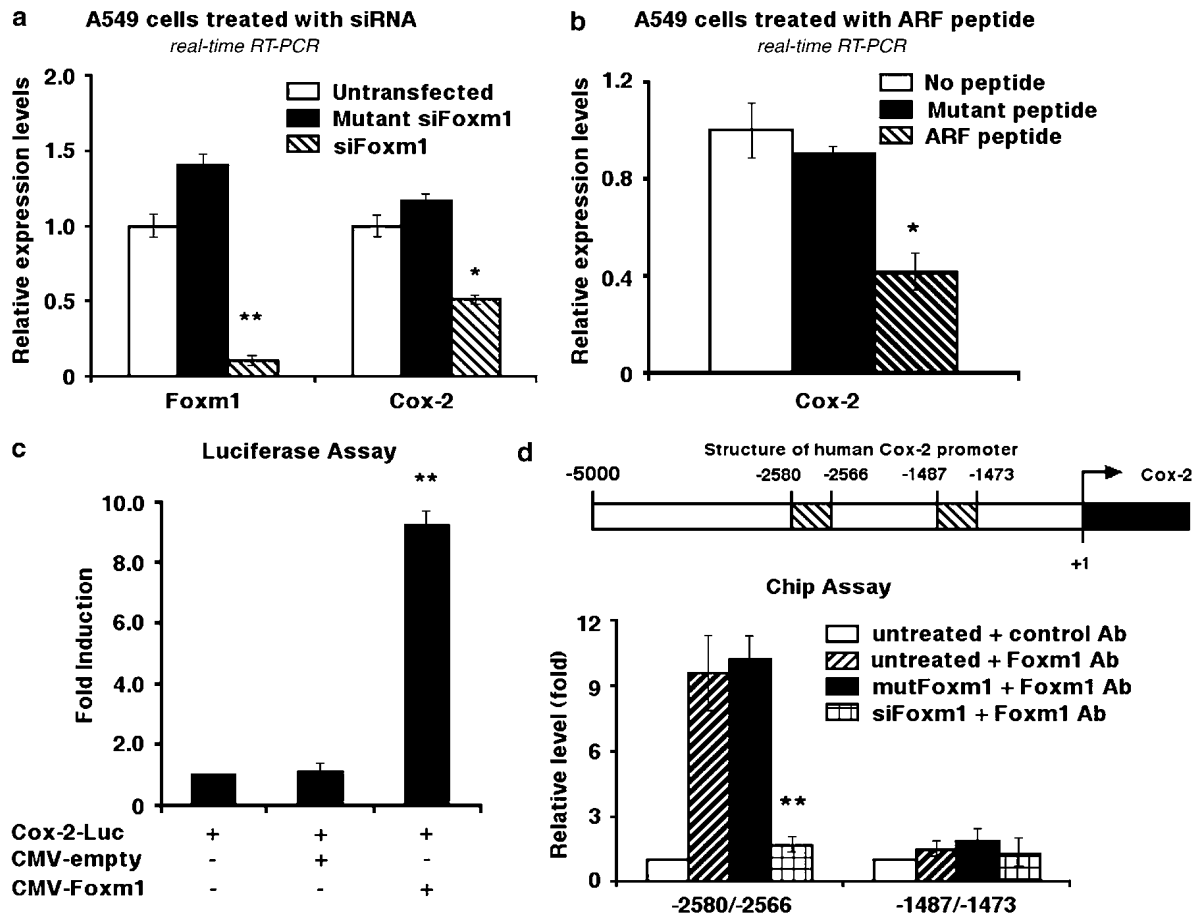 a
A549 cells treated with siRNA
real-time RT-PCR
Relative expression levels
2.0
1.5
1.0
0.5
0
Untransfected
Mutant siFoxm1
siFoxm1
**
*
Foxm1
Cox-2
b
A549 cells treated with ARF peptide
real-time RT-PCR
Relative expression levels
1.2
0.8
0.4
0
No peptide
Mutant peptide
ARF peptide
*
Cox-2
c
Luciferase Assay
Fold Induction
10.0
8.0
6.0
4.0
2.0
0
**
Cox-2-Luc + + +
CMV-empty - + -
CMV-Foxm1 - - +
d
Structure of human Cox-2 promoter
-5000 -2580 -2566 -1487 -1473 Cox-2
+1
Chip Assay
Relative level (fold)
12
9
6
3
0
untreated + control Ab
untreated + Foxm1 Ab
mutFoxm1 + Foxm1 Ab
siFoxm1 + Foxm1 Ab
**
-2580/-2566
-1487/-1473